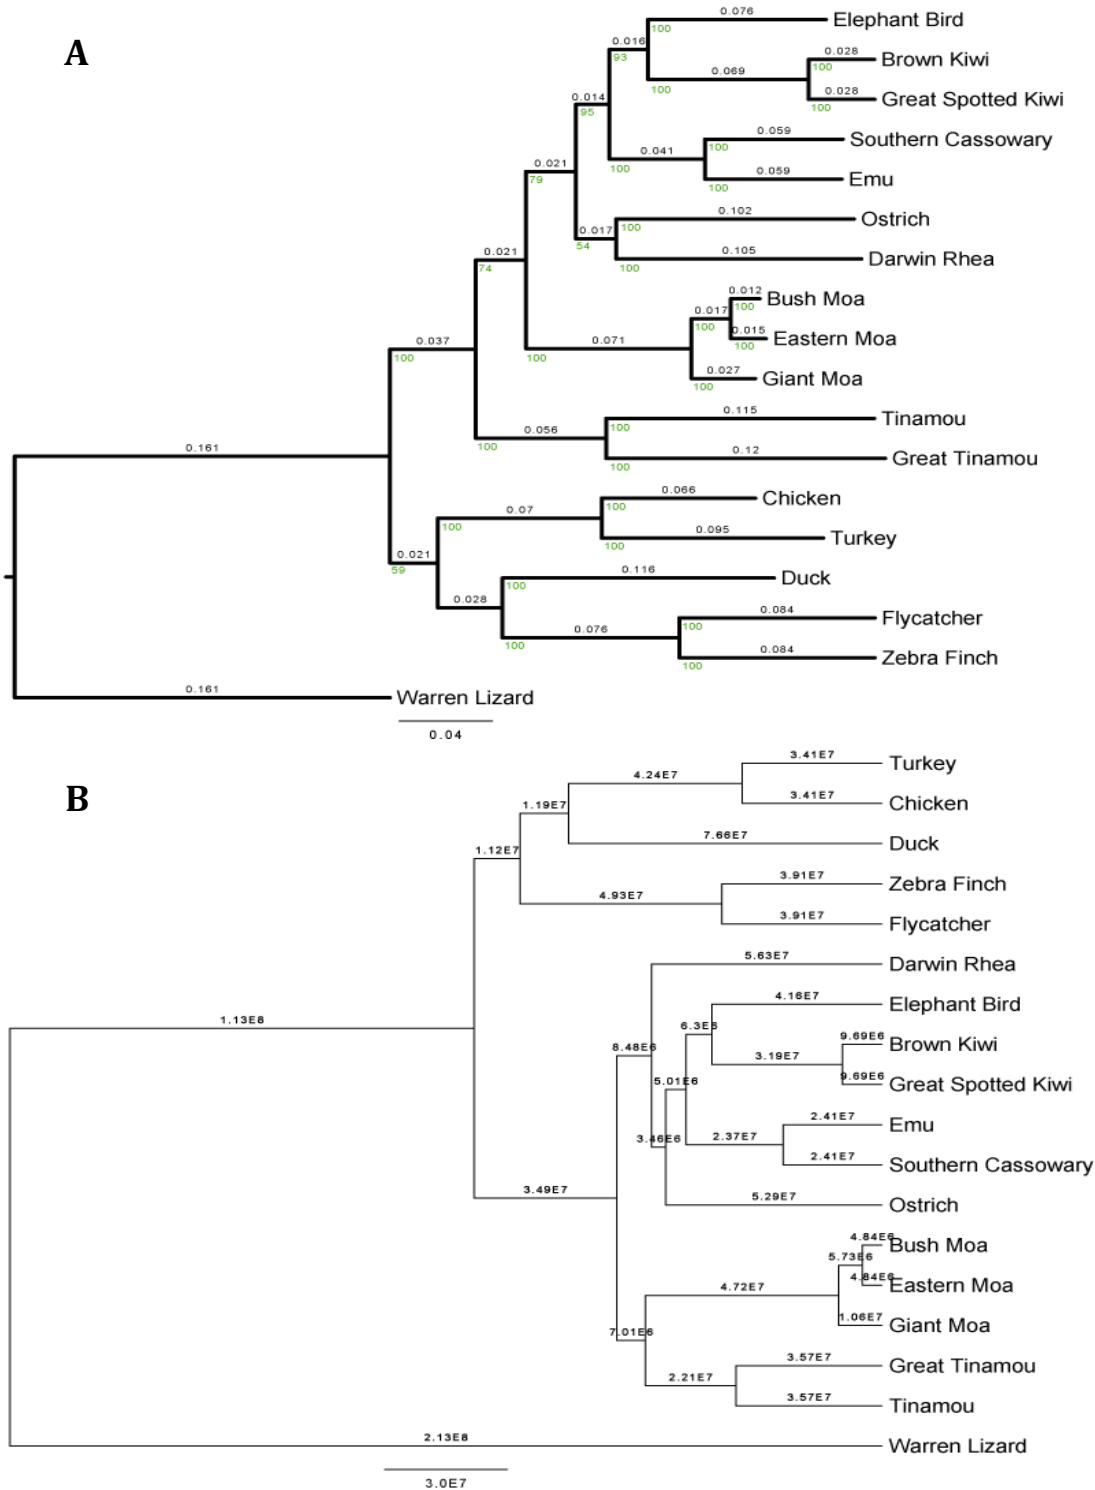 0.076
Elephant Bird
A
100
0.016
0.028
93
Brown Kiwi
0.069
100
100
0.028
0.014
Great Spotted Kiwi
95
100
0.059
Southern Cassowary
0.041
100
0.021
100
0.059
Emu
79
100
0.102
Ostrich
0.017
100
54
0.105
Darwin Rhea
0.021
100
74
0.012
Bush Moa
0.017
100
0.037
100
0.015
Eastern Moa
0.071
100
100
100
0.027
Giant Moa
100
0.115
Tinamou
0.056
100
100
0.12
Great Tinamou
0.161
100
0.066
Chicken
0.07
100
100
0.095
Turkey
0.021
100
59
0.116
Duck
0.028
100
0.084
Flycatcher
0.076
100
100
0.084
Zebra Finch
100
0.161
Warren Lizard
0.04
B
3.41E7
Turkey
4.24E7
1.19E7
3.41E7
Chicken
7.66E7
Duck
1.12E7
3.91E7
Zebra Finch
4.93E7
3.91E7
Flycatcher
5.63E7
Darwin Rhea
4.16E7
Elephant Bird
1.13E8
6.3E6
9.69E6
Brown Kiwi
8.48E6
3.19E7
9.69E6
Great Spotted Kiwi
5.01E6
2.41E7
Emu
3.46E6
2.37E7
2.41E7
Southern Cassowary
3.49E7
5.29E7
Ostrich
4.84E6
Bush Moa
5.73E6
4.84E6
Eastern Moa
4.72E7
1.06E7
Giant Moa
7.01E6
3.57E7
Great Tinamou
2.21E7
3.57E7
Tinamou
2.13E8
Warren Lizard
3.0E7